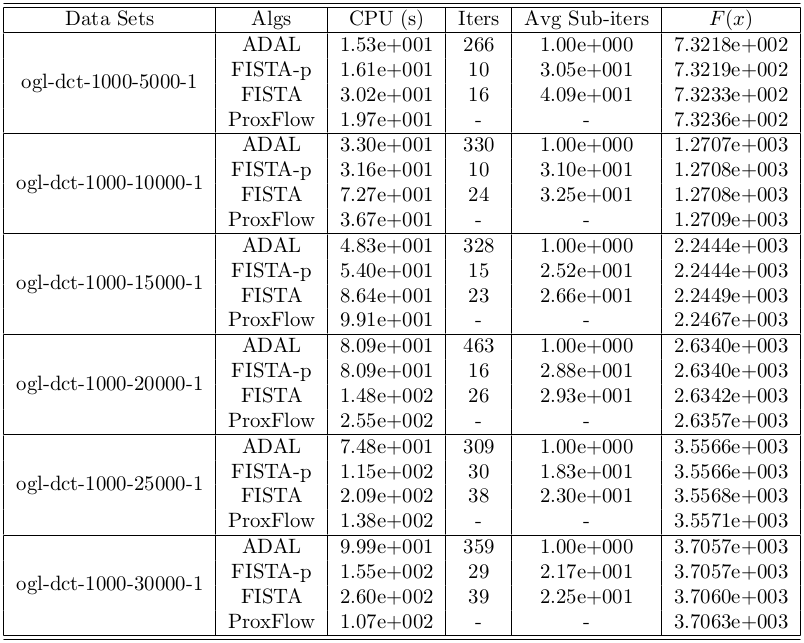 Data Sets Algs CPU (s) Iters Avg Sub-iters F(x)
ADAL 1.53e+001 266 1.00e+000 7.3218e+002
ogl-dct-1000-5000-1 FISTA-p 1.61e+001 10 3.05e+001 7.3219e+002
FISTA 3.02e+001 16 4.09e+001 7.3233e+002
ProxFlow 1.97e+001 - - 7.3236e+002
ADAL 3.30e+001 330 1.00e+000 1.2707e+003
ogl-dct-1000-10000-1 FISTA-p 3.16e+001 10 3.10e+001 1.2708e+003
FISTA 7.27e+001 24 3.25e+001 1.2708e+003
ProxFlow 3.67e+001 - - 1.2709e+003
ADAL 4.83e+001 328 1.00e+000 2.2444e+003
ogl-dct-1000-15000-1 FISTA-p 5.40e+001 15 2.52e+001 2.2444e+003
FISTA 8.64e+001 23 2.66e+001 2.2449e+003
ProxFlow 9.91e+001 - - 2.2467e+003
ADAL 8.09e+001 463 1.00e+000 2.6340e+003
ogl-dct-1000-20000-1 FISTA-p 8.09e+001 16 2.88e+001 2.6340e+003
FISTA 1.48e+002 26 2.93e+001 2.6342e+003
ProxFlow 2.55e+002 - - 2.6357e+003
ADAL 7.48e+001 309 1.00e+000 3.5566e+003
ogl-dct-1000-25000-1 FISTA-p 1.15e+002 30 1.83e+001 3.5566e+003
FISTA 2.09e+002 38 2.30e+001 3.5568e+003
ProxFlow 1.38e+002 - - 3.5571e+003
ADAL 9.99e+001 359 1.00e+000 3.7057e+003
ogl-dct-1000-30000-1 FISTA-p 1.55e+002 29 2.17e+001 3.7057e+003
FISTA 2.60e+002 39 2.25e+001 3.7060e+003
ProxFlow 1.07e+002 - - 3.7063e+003